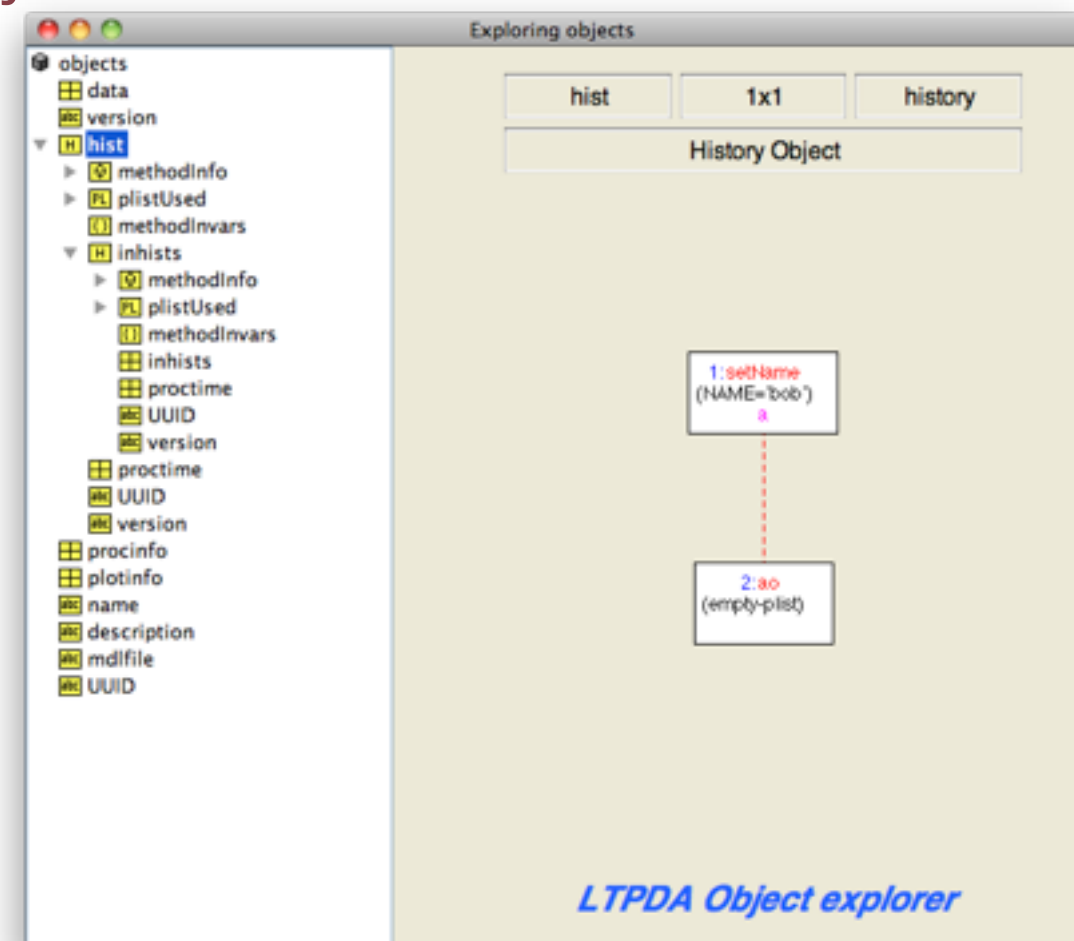 Exploring objects
objects
data
version
hist
methodInfo
plistUsed
methodInvars
inhists
methodInfo
plistUsed
methodInvars
inhists
proctime
UUID
version
proctime
UUID
version
procinfo
plotinfo
name
description
mdlfile
UUID
hist 1x1 history
History Object
1:setName
(NAME='bob')
a
2:ao
(empty-plist)
LTPDA Object explorer